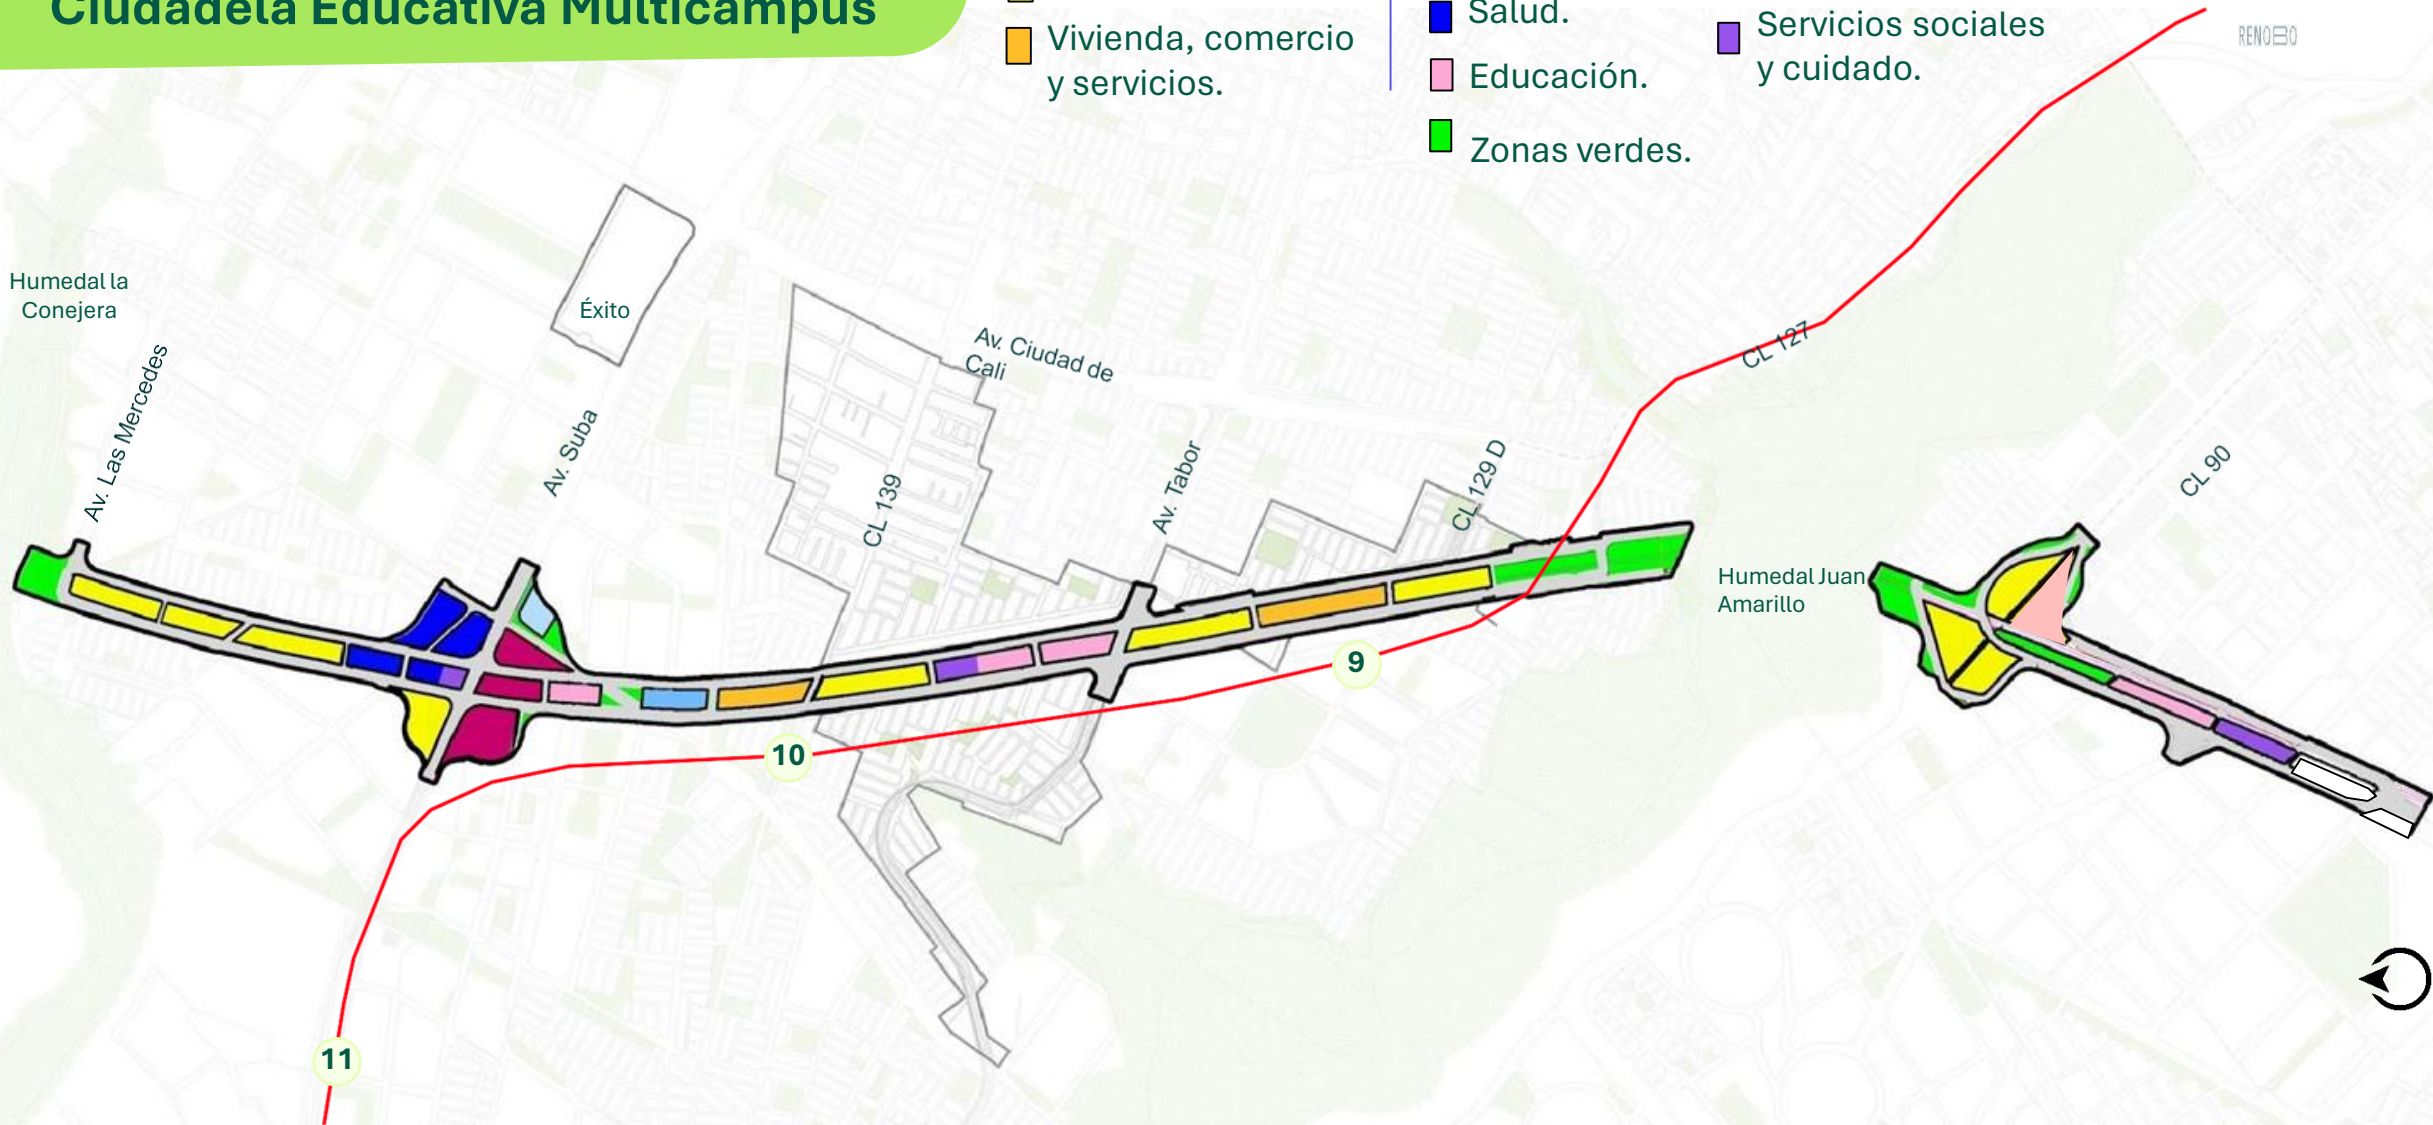 Ciudadela Educativa Multicampus
Vivienda, comercio
y servicios.
Salud.
Educación.
Zonas verdes.
Servicios sociales
y cuidado.
RENOBO
Humedal la
Conejera
Av. Las Mercedes
Éxito
Av. Suba
CL 139
Av. Ciudad de
Cali
Av. Tabor
CL 129 D
CL 127
Humedal Juan
Amarillo
CL 90
9
10
11